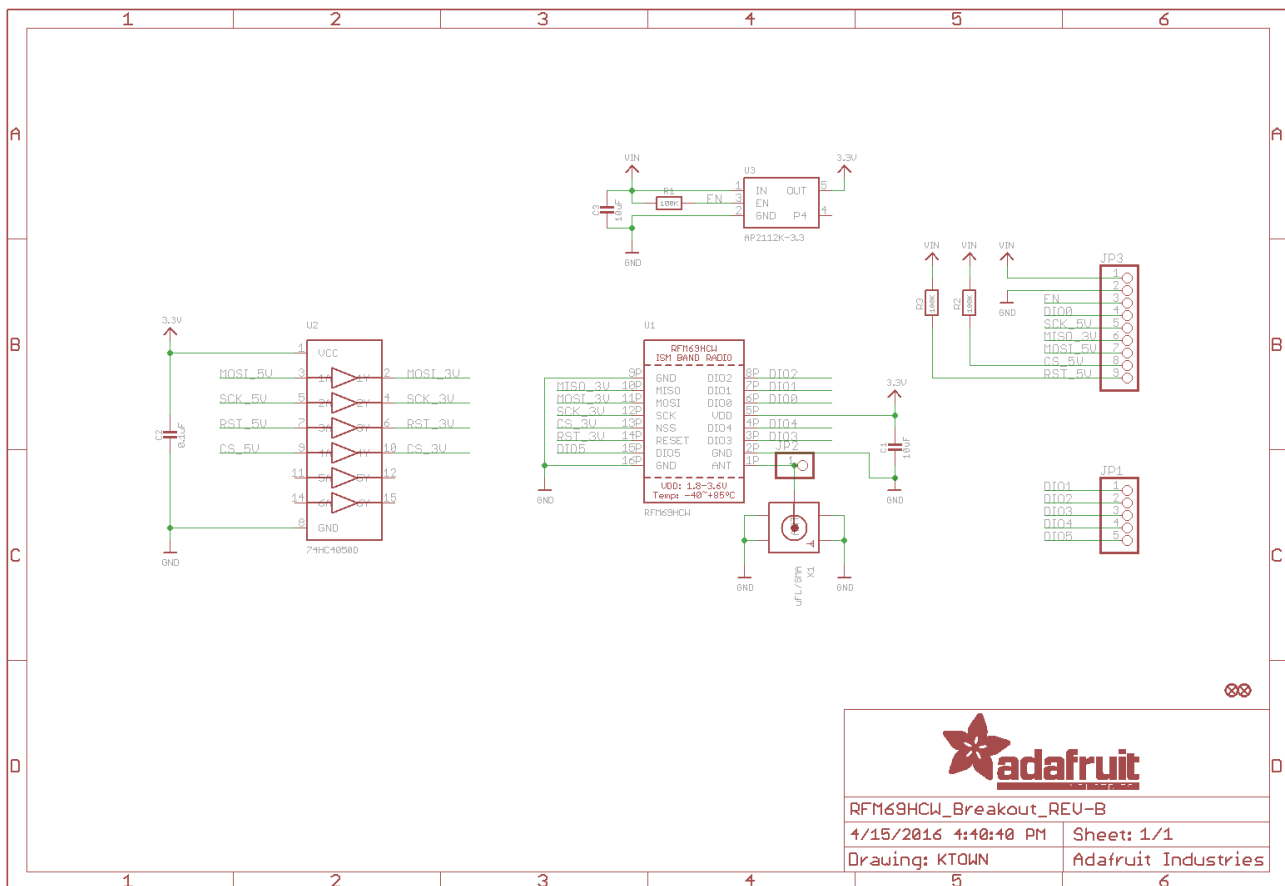 1 2 3 4 5 6
A A
B B
C C
D D
VIN
C3
10uF
R1
100K
EN
GND
U3
1 IN OUT 5
3 EN
2 GND P4 4
AP2112K-3.3
3.3V
3.3V
C2
0.1uF
GND
U2
1 VCC
MOSI_5V 3 1A 1Y 2 MOSI_3V
SCK_5V 5 2A 2Y 4 SCK_3V
RST_5V 7 3A 3Y 6 RST_3V
CS_5V 9 4A 4Y 10 CS_3V
11 5A 5Y 12
14 6A 6Y 15
8 GND
74HC4050D
U1
RFM69HCW
ISM BAND RADIO
9P GND DIO2 8P DIO2
MISO_3V 10P MISO DIO1 7P DIO1
MOSI_3V 11P MOSI DIO0 6P DIO0
SCK_3V 12P SCK VDD 5P
CS_3V 13P NSS DIO4 4P DIO4
RST_3V 14P RESET DIO3 3P DIO3
DIO5 15P DIO5 GND 2P
16P GND ANT 1P
VDD: 1.8-3.6V
Temp: -40~+85°C
RFM69HCW
GND
JP2
1
3.3V
C1
10uF
GND
GND
GND
uFL/SMA
X1
VIN
VIN
VIN
R3
100K
R2
100K
GND
JP3
1
2
EN 3
DIO0 4
SCK_5V 5
MISO_3V 6
MOSI_5V 7
CS_5V 8
RST_5V 9
JP1
DIO1 1
DIO2 2
DIO3 3
DIO4 4
DIO5 5
adafruit
RFM69HCW_Breakout_REV-B
4/15/2016 4:40:40 PM
Sheet: 1/1
Drawing: KTOWN
Adafruit Industries
1 2 3 4 5 6